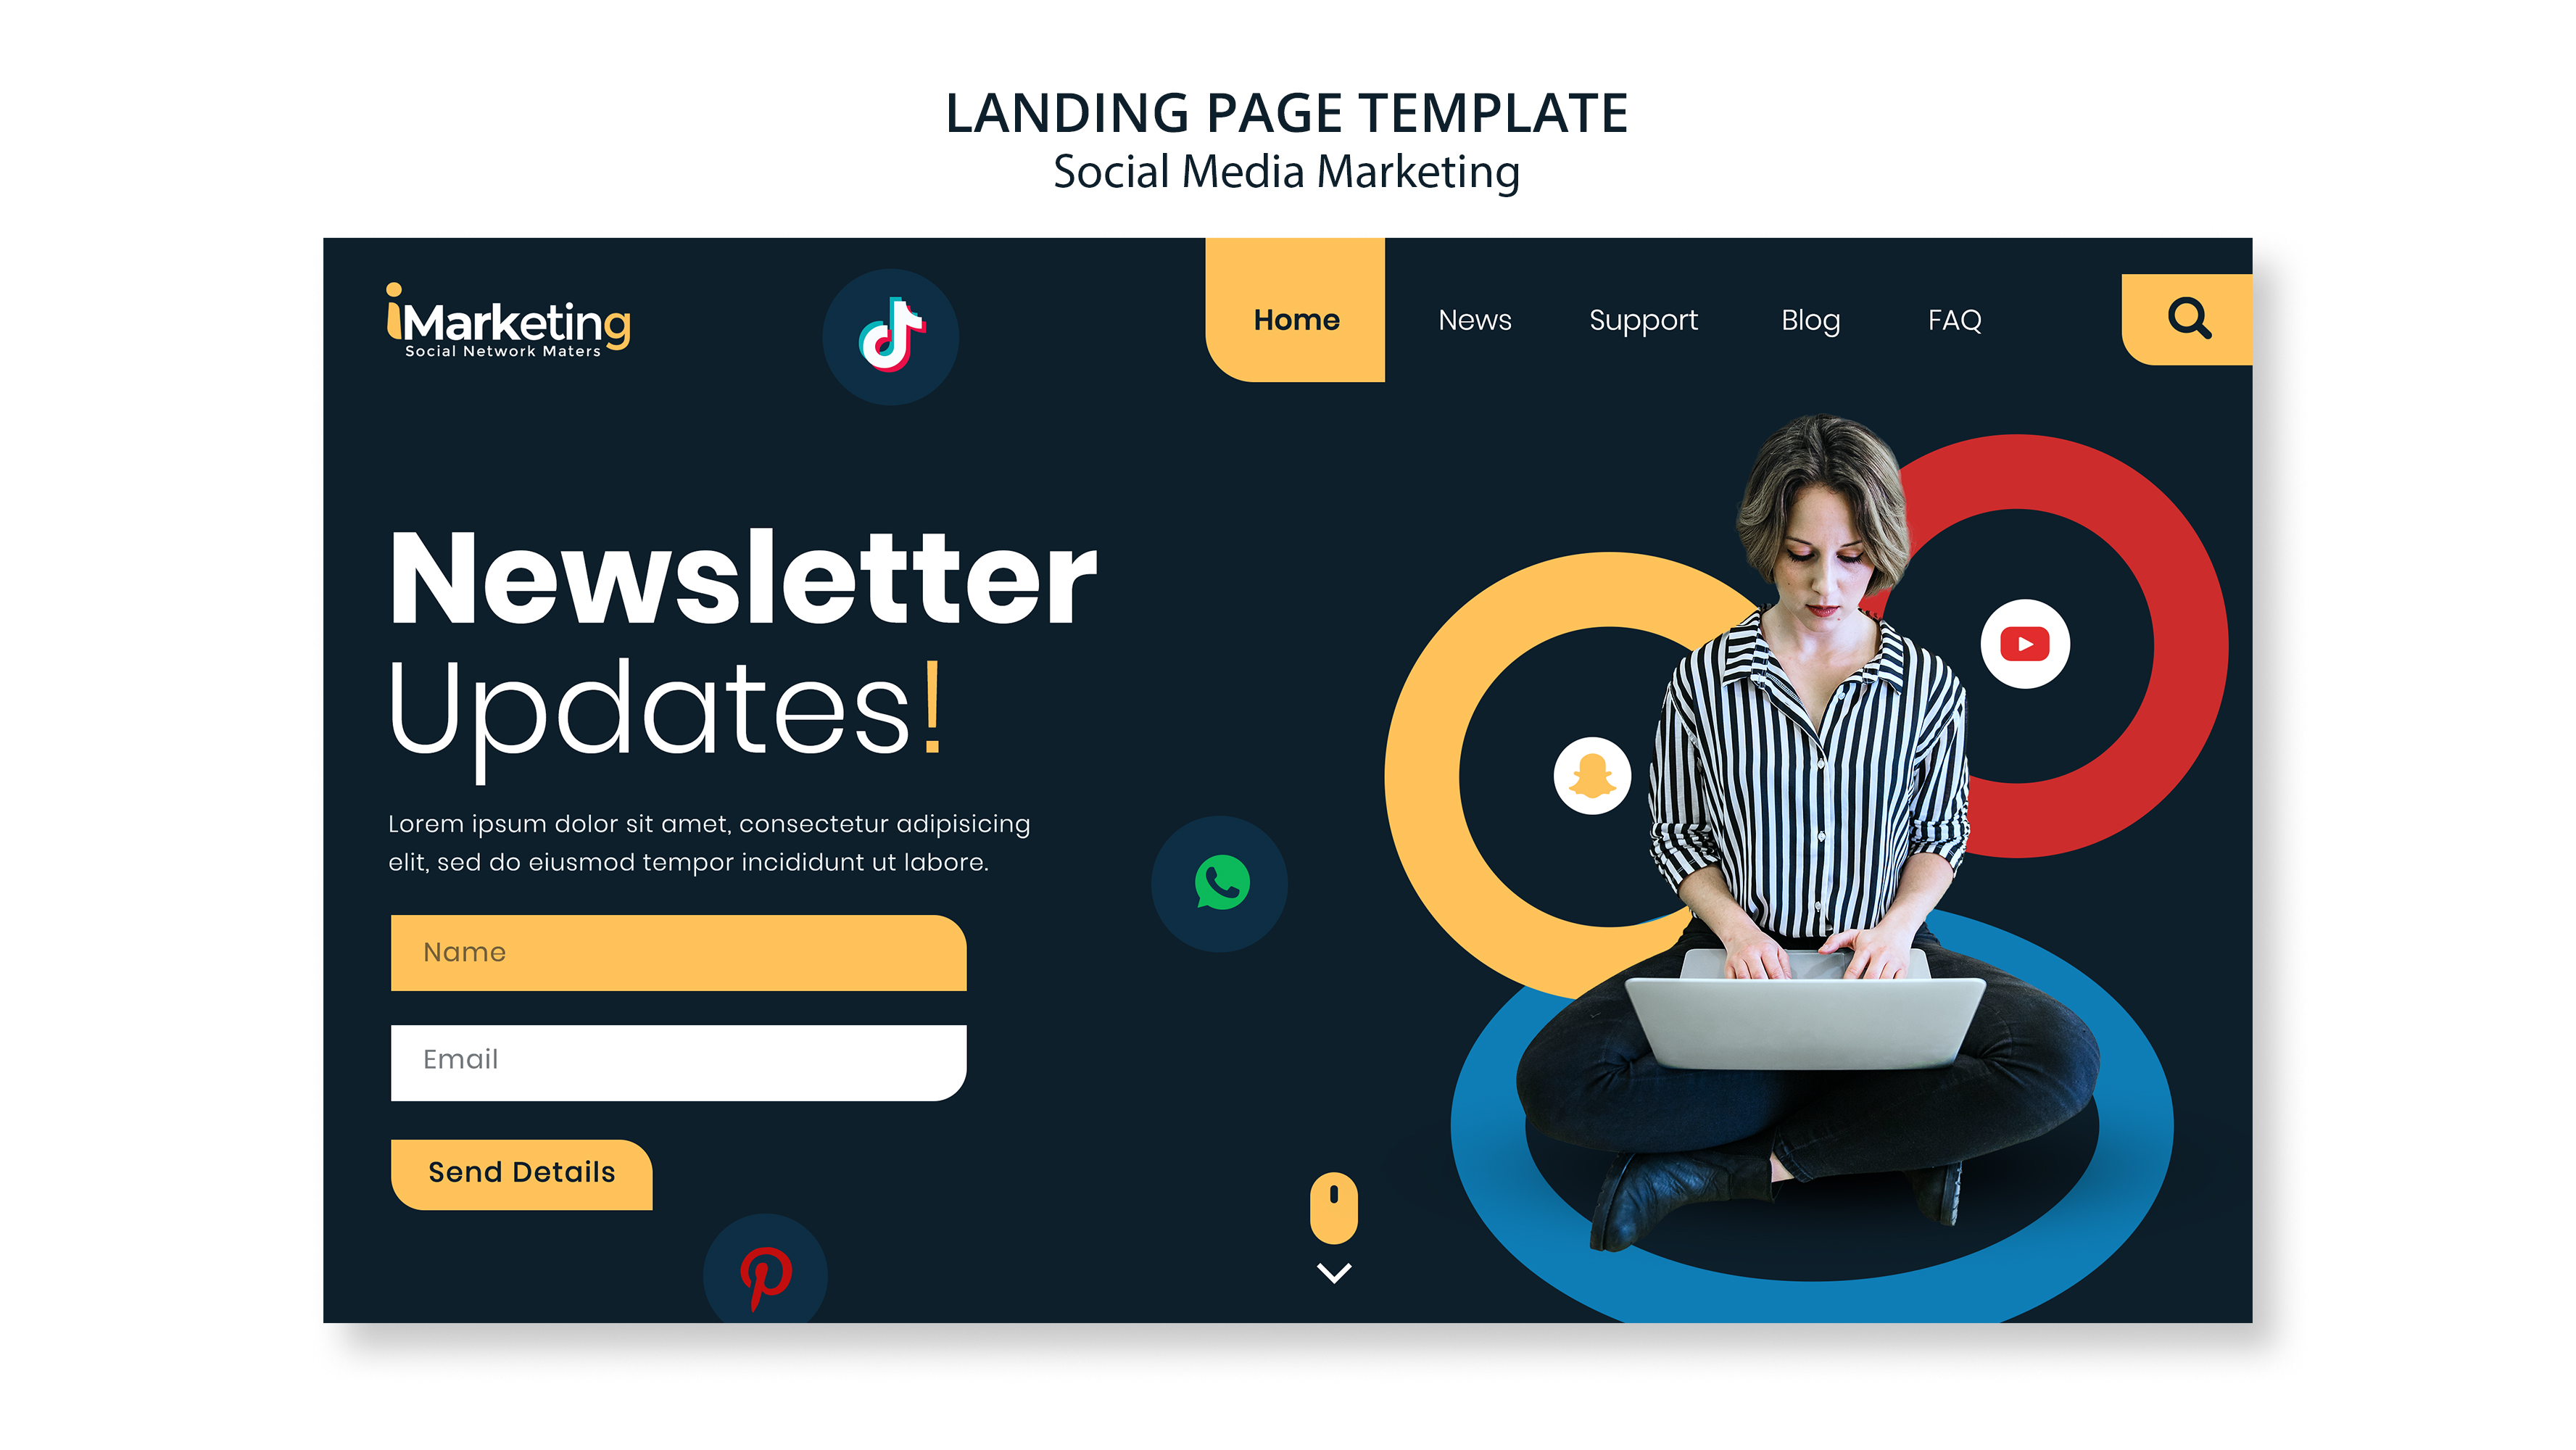 LANDING PAGE TEMPLATE
Social Media Marketing
iMarketing
Social Network Maters
Home
News
Support
Blog
FAQ
Newsletter
Updates!
Lorem ipsum dolor sit amet, consectetur adipisicing
elit, sed do eiusmod tempor incididunt ut labore.
Name
Email
Send Details